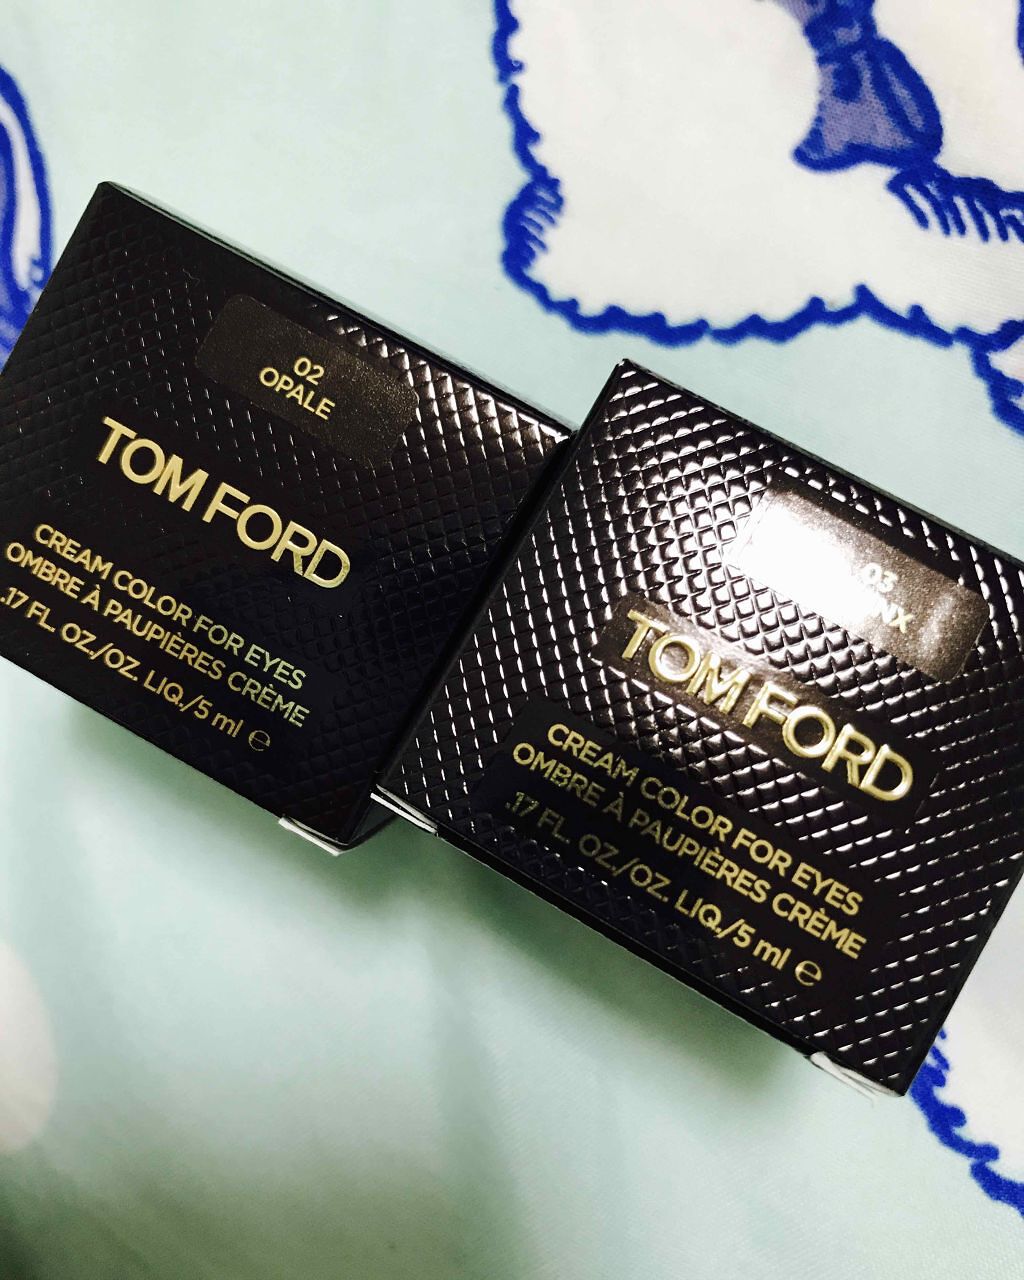 02
OPALE
TOM FORD
CREAM COLOR FOR EYES
OMBRE À PAUPIÈRES CRÈME
.17 FL. OZ./OZ. LIQ./5 ml ℮
03
TOM FORD
CREAM COLOR FOR EYES
OMBRE À PAUPIÈRES CRÈME
.17 FL. OZ./OZ. LIQ./5 ml ℮